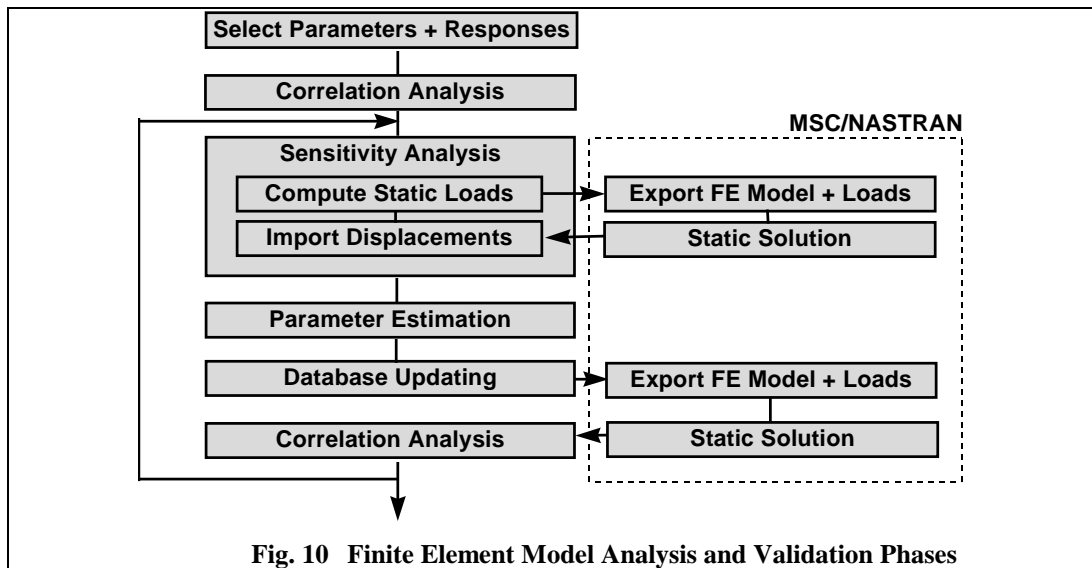 Select Parameters + Responses
Correlation Analysis
MSC/NASTRAN
Sensitivity Analysis
Compute Static Loads
Export FE Model + Loads
Import Displacements
Static Solution
Parameter Estimation
Database Updating
Export FE Model + Loads
Correlation Analysis
Static Solution
Fig. 10 Finite Element Model Analysis and Validation Phases